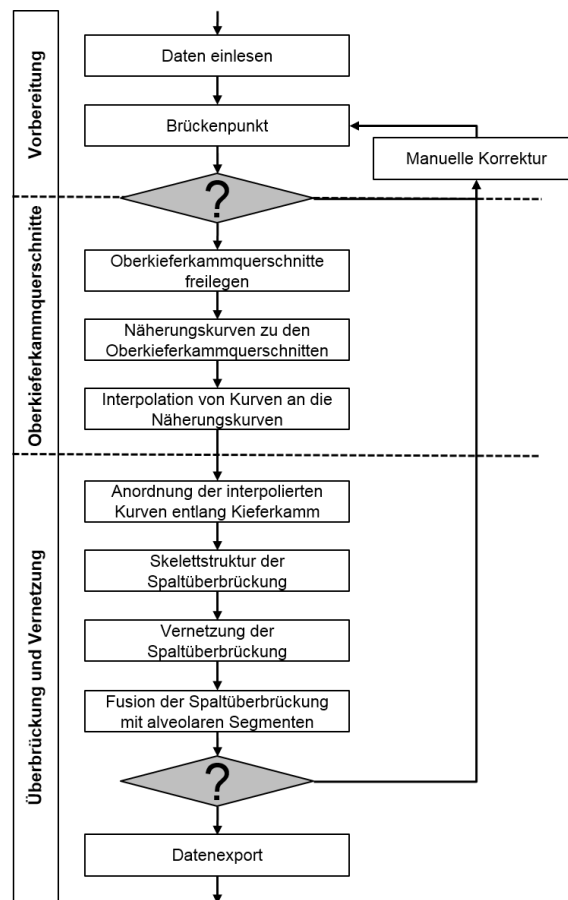 Vorbereitung
Daten einlesen
Brückenpunkt
Manuelle Korrektur
?
Oberkieferkammquerschnitte
Oberkieferkammquerschnitte
freilegen
Näherungskurven zu den
Oberkieferkammquerschnitten
Interpolation von Kurven an die
Näherungskurven
Überbrückung und Vernetzung
Anordnung der interpolierten
Kurven entlang Kieferkamm
Skelettstruktur der
Spaltüberbrückung
Vernetzung der
Spaltüberbrückung
Fusion der Spaltüberbrückung
mit alveolaren Segmenten
?
Datenexport